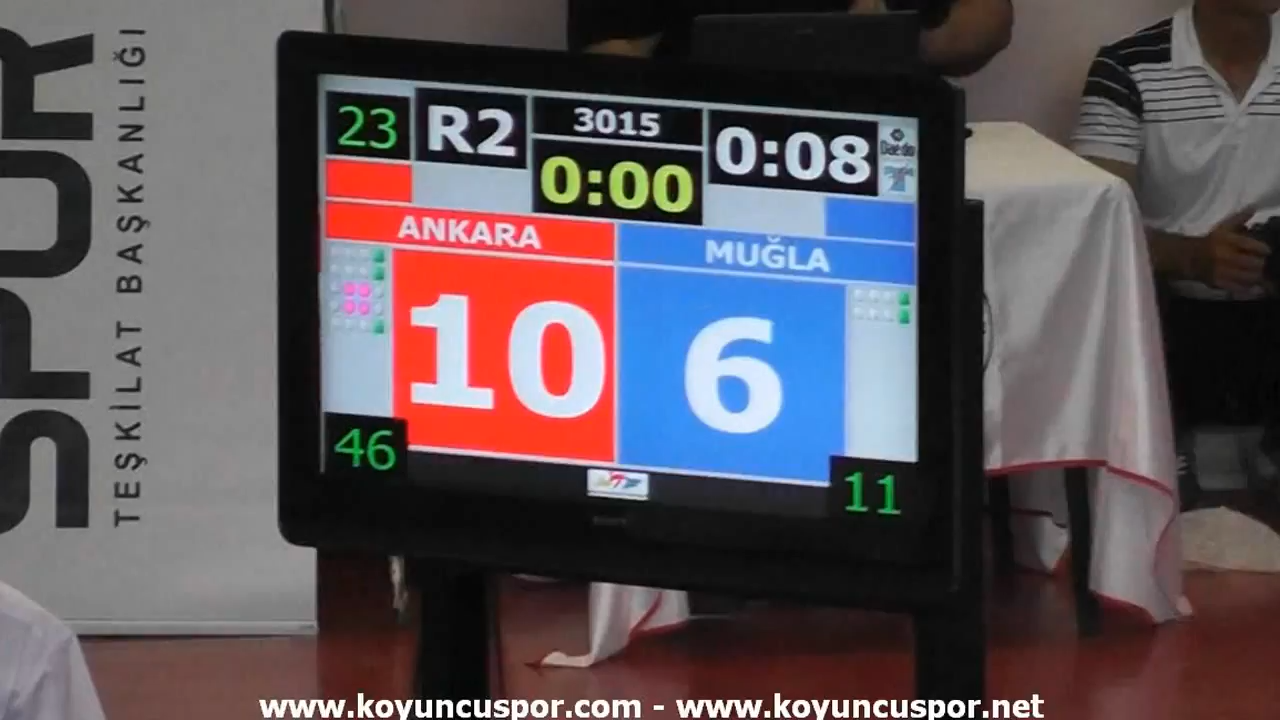 SPOR
TEŞKİLAT BAŞKANLIĞI
23
R2
3015
0:08
0:00
Daedo
ANKARA
MUĞLA
10
6
46
11
www.koyuncuspor.com - www.koyuncuspor.net